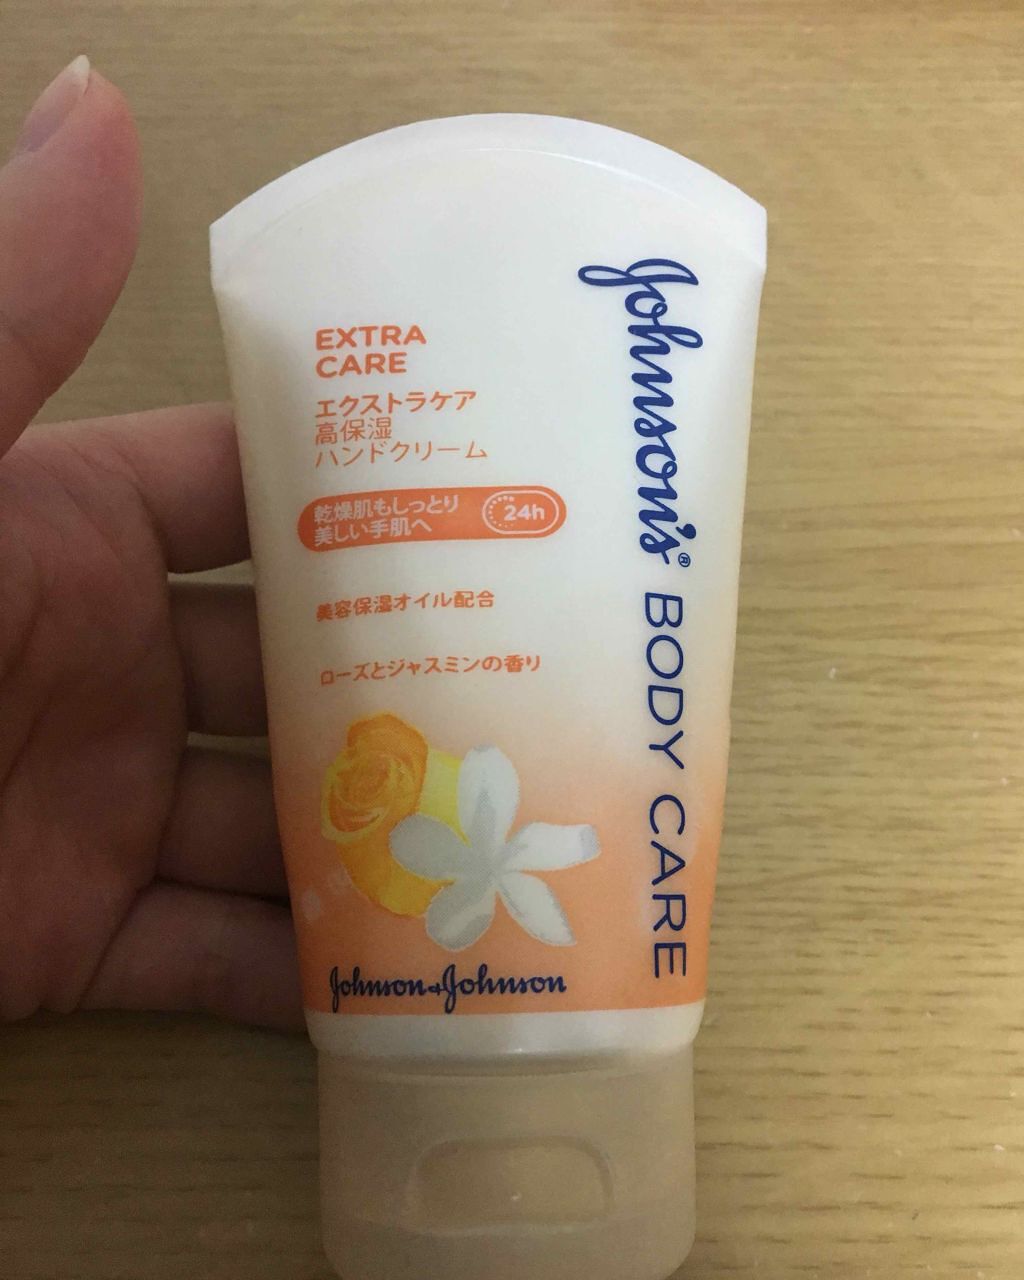 EXTRA
CARE
エクストラケア
高保湿
ハンドクリーム
乾燥肌もしっとり
美しい手肌へ
24h
美容保湿オイル配合
ローズとジャスミンの香り
Johnson's® BODY CARE
Johnson & Johnson